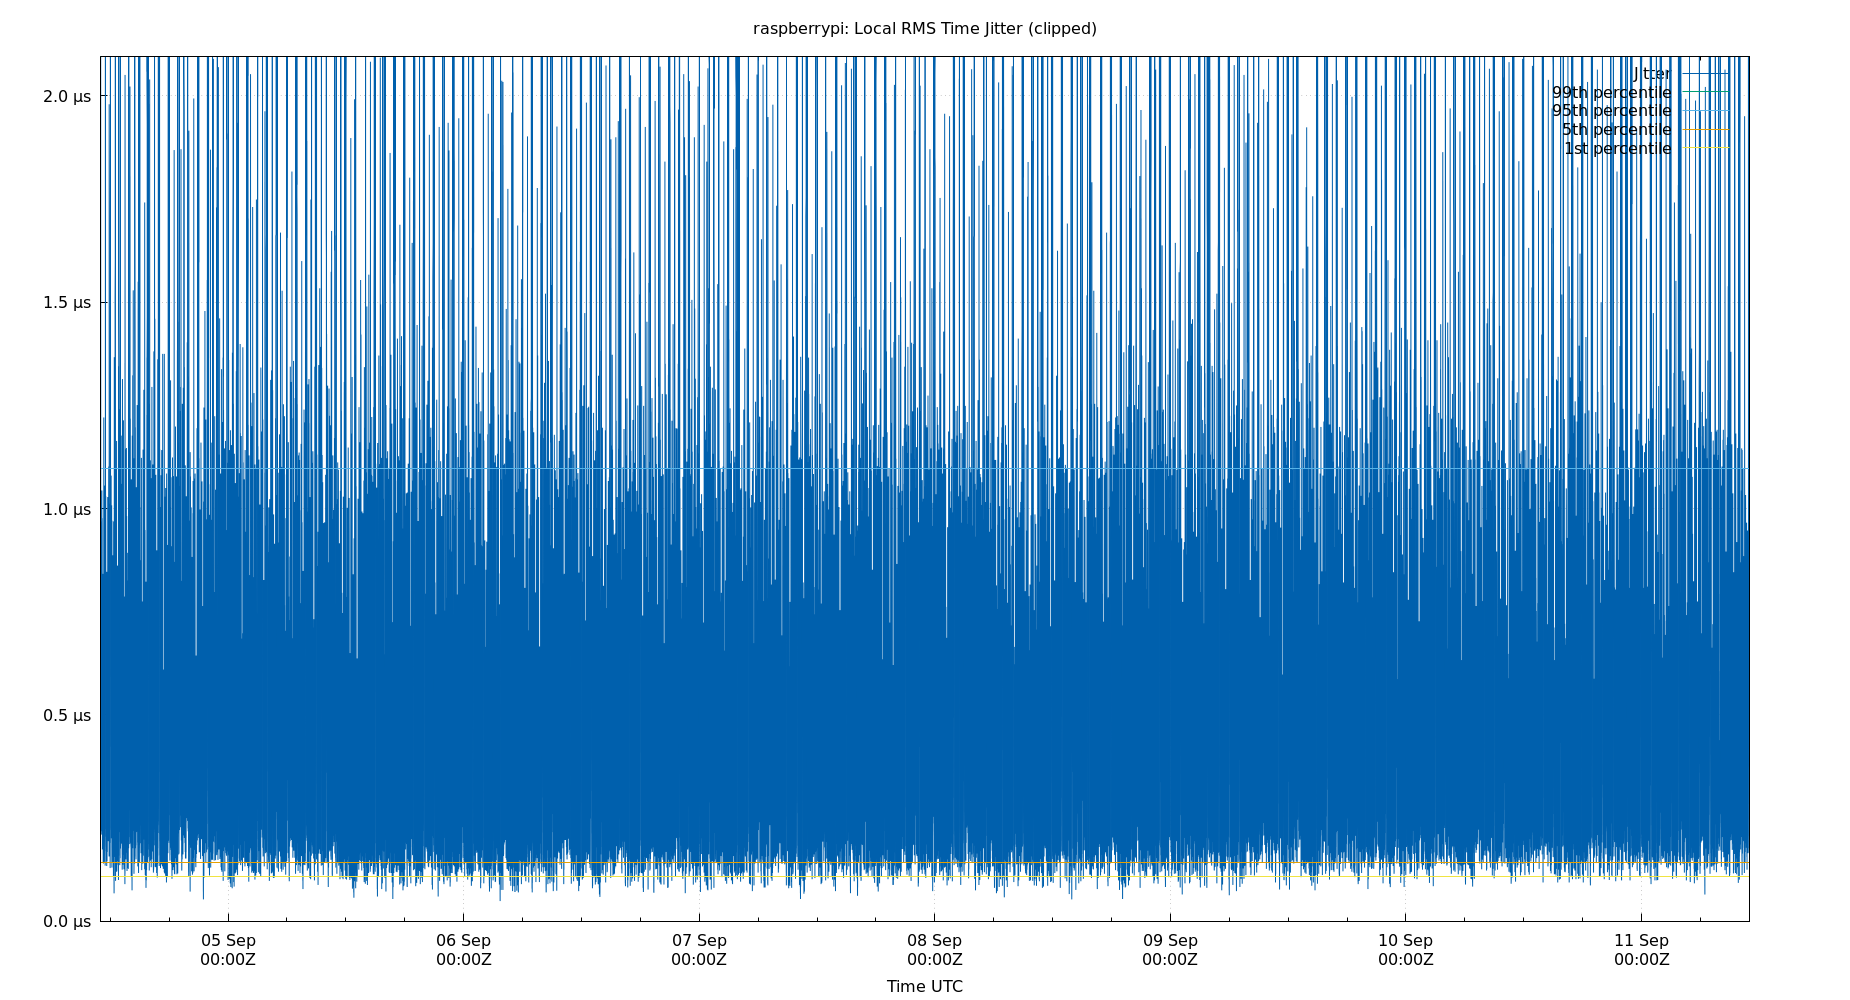 raspberrypi: Local RMS Time Jitter (clipped)
2.0 μs
1.5 μs
1.0 μs
0.5 μs
0.0 μs
Jitter
99th percentile
95th percentile
5th percentile
1st percentile
05 Sep
00:00Z
06 Sep
00:00Z
07 Sep
00:00Z
08 Sep
00:00Z
09 Sep
00:00Z
10 Sep
00:00Z
11 Sep
00:00Z
Time UTC